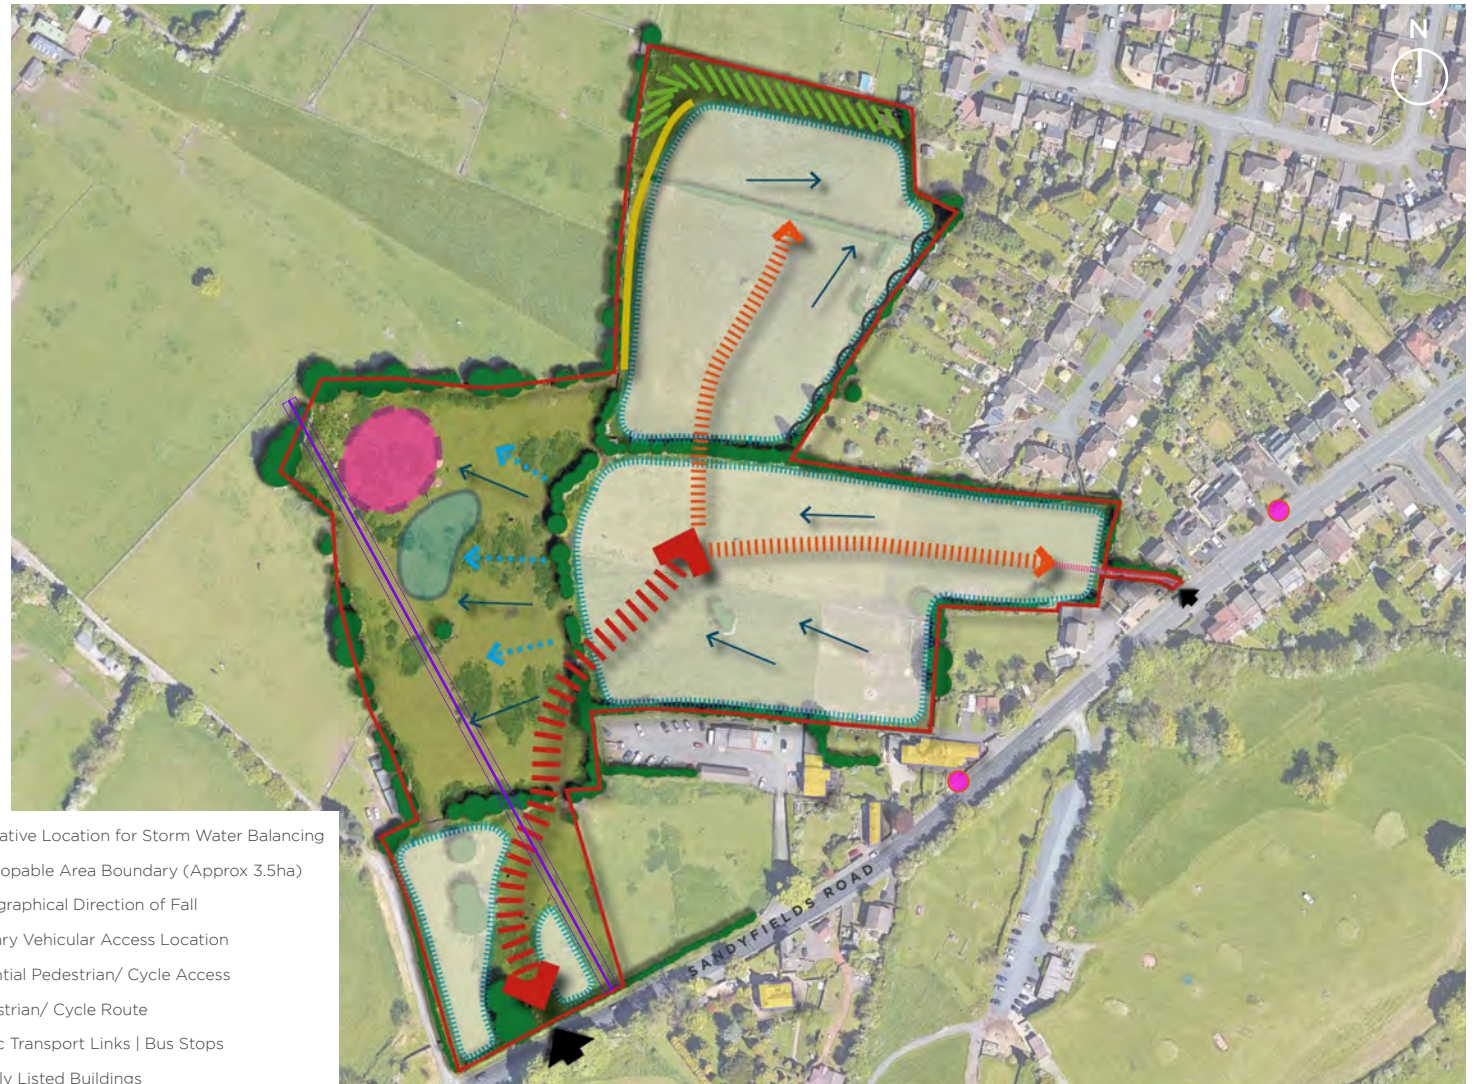 N
SANDYFIELDS ROAD
ative Location for Storm Water Balancing
opable Area Boundary (Approx 3.5ha)
graphical Direction of Fall
ary Vehicular Access Location
ntial Pedestrian/ Cycle Access
strian/ Cycle Route
c Transport Links | Bus Stops
ly Listed Buildings